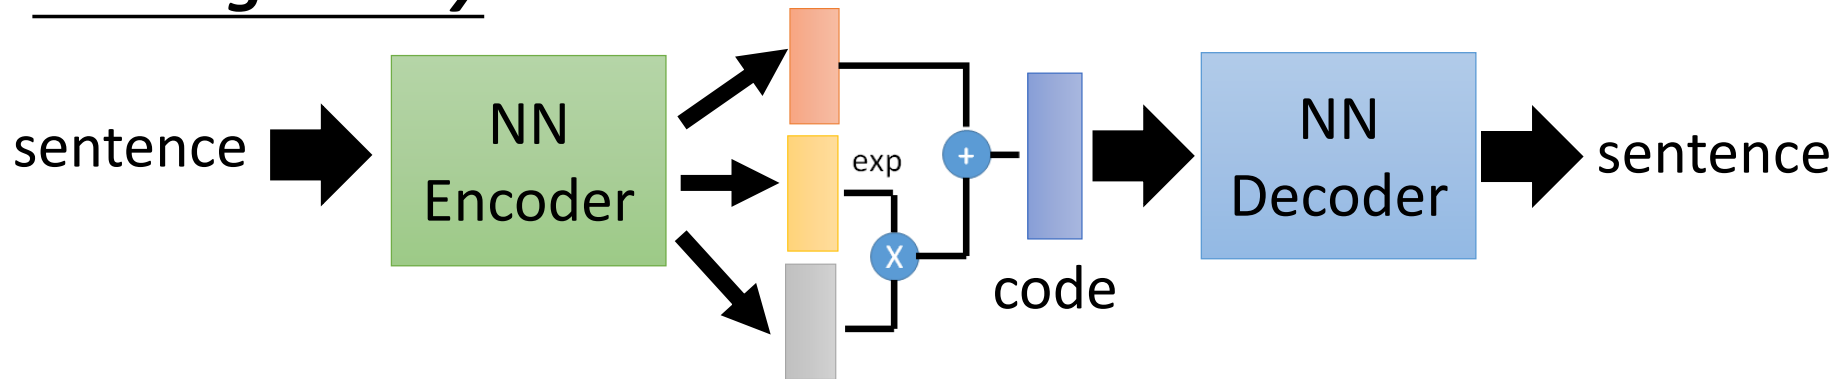 sentence
NN
Encoder
exp
X
+
code
NN
Decoder
sentence